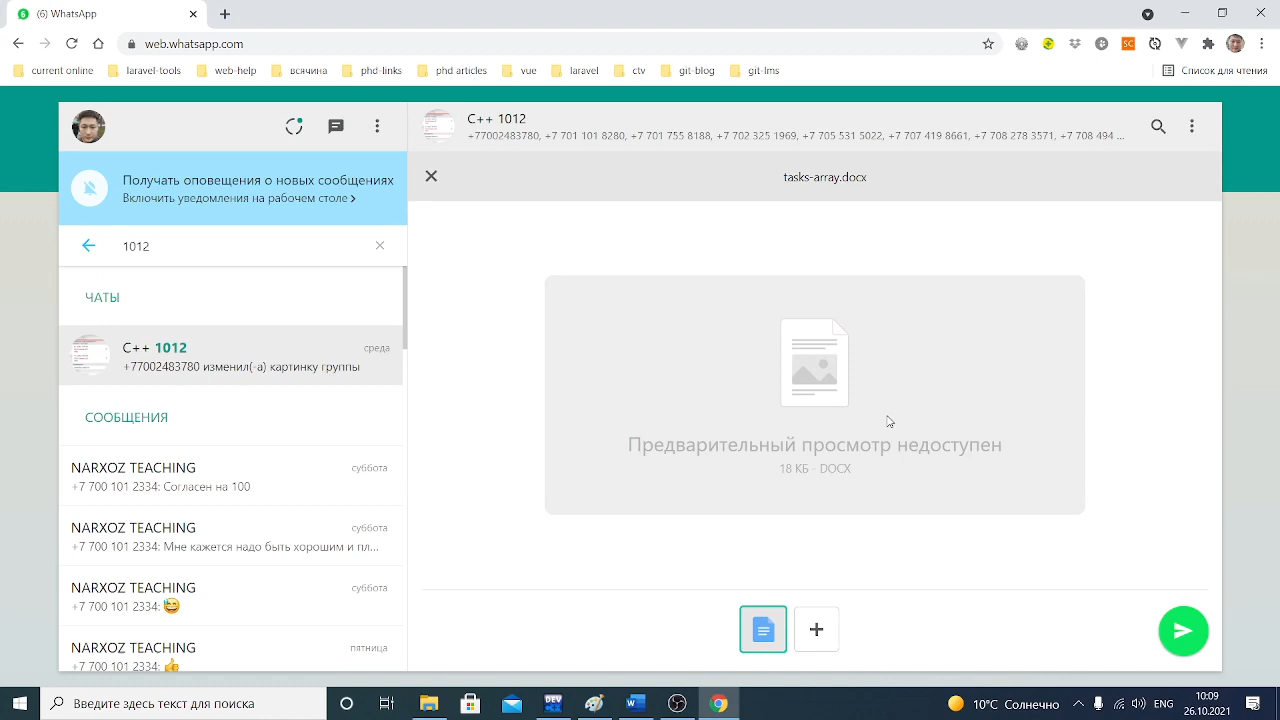 (6) WhatsApp
web.whatsapp.com
current online
laravel-tools
web-help
всячина
phd-links
phd articles
vue
laravel
ctv
git-blog
git-lms
Список для чтения
C++ 1012
+77002483780, +7 701 101 8280, +7 701 755 8188, +7 702 325 1969, +7 705 531 5022, +7 707 419 8661, +7 708 278 3571, +7 708 494 ...
Получать оповещения о новых сообщениях
Включить уведомления на рабочем столе >
tasks-array.docx
1012
ЧАТЫ
C++ 1012
среда
+77002483780 изменил(-а) картинку группы
СООБЩЕНИЯ
NARXOZ TEACHING
суббота
+7 700 101 2334: Согласен на 100
NARXOZ TEACHING
суббота
+7 700 101 2334: Мне кажется надо быть хорошим и пл...
NARXOZ TEACHING
суббота
+7 700 101 2334: 😅
NARXOZ TEACHING
пятница
+7 700 101 2334: 👍
Предварительный просмотр недоступен
18 КБ - DOCX
Введите здесь текст для поиска
10°C Солнечно
10:09
26.10.2021